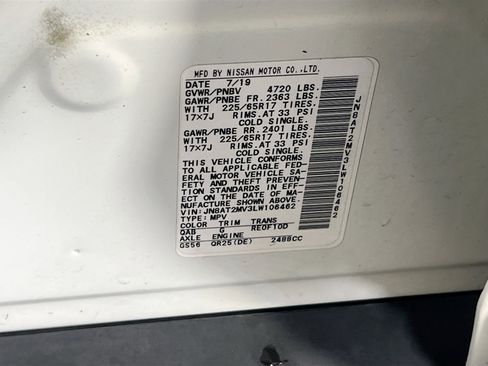 MFD BY NISSAN MOTOR CO.,LTD.
DATE 7/19
GVWR/PNBV 4720 LBS.
GAWR/PNBE FR. 2363 LBS.
WITH 225/65R17 TIRES.
17x7J RIMS.AT 33 PSI
COLD SINGLE.
GAWR/PNBE RR. 2401 LBS.
WITH 225/65R17 TIRES.
17x7J RIMS.AT 33 PSI
COLD SINGLE.
THIS VEHICLE CONFORMS
TO ALL APPLICABLE FED-
ERAL MOTOR VEHICLE SA-
FETY AND THEFT PREVEN-
TION STANDARDS IN EFF-
ECT ON THE DATE OF MA-
NUFACTURE SHOWN ABOVE.
VIN:JN8AT2MV3LW106462
TYPE: MPV
COLOR TRIM TRANS
QAB G RE0F10D
AXLE ENGINE
GS56 QR25(DE) 2488CC
JN8AT2MV3LW106462